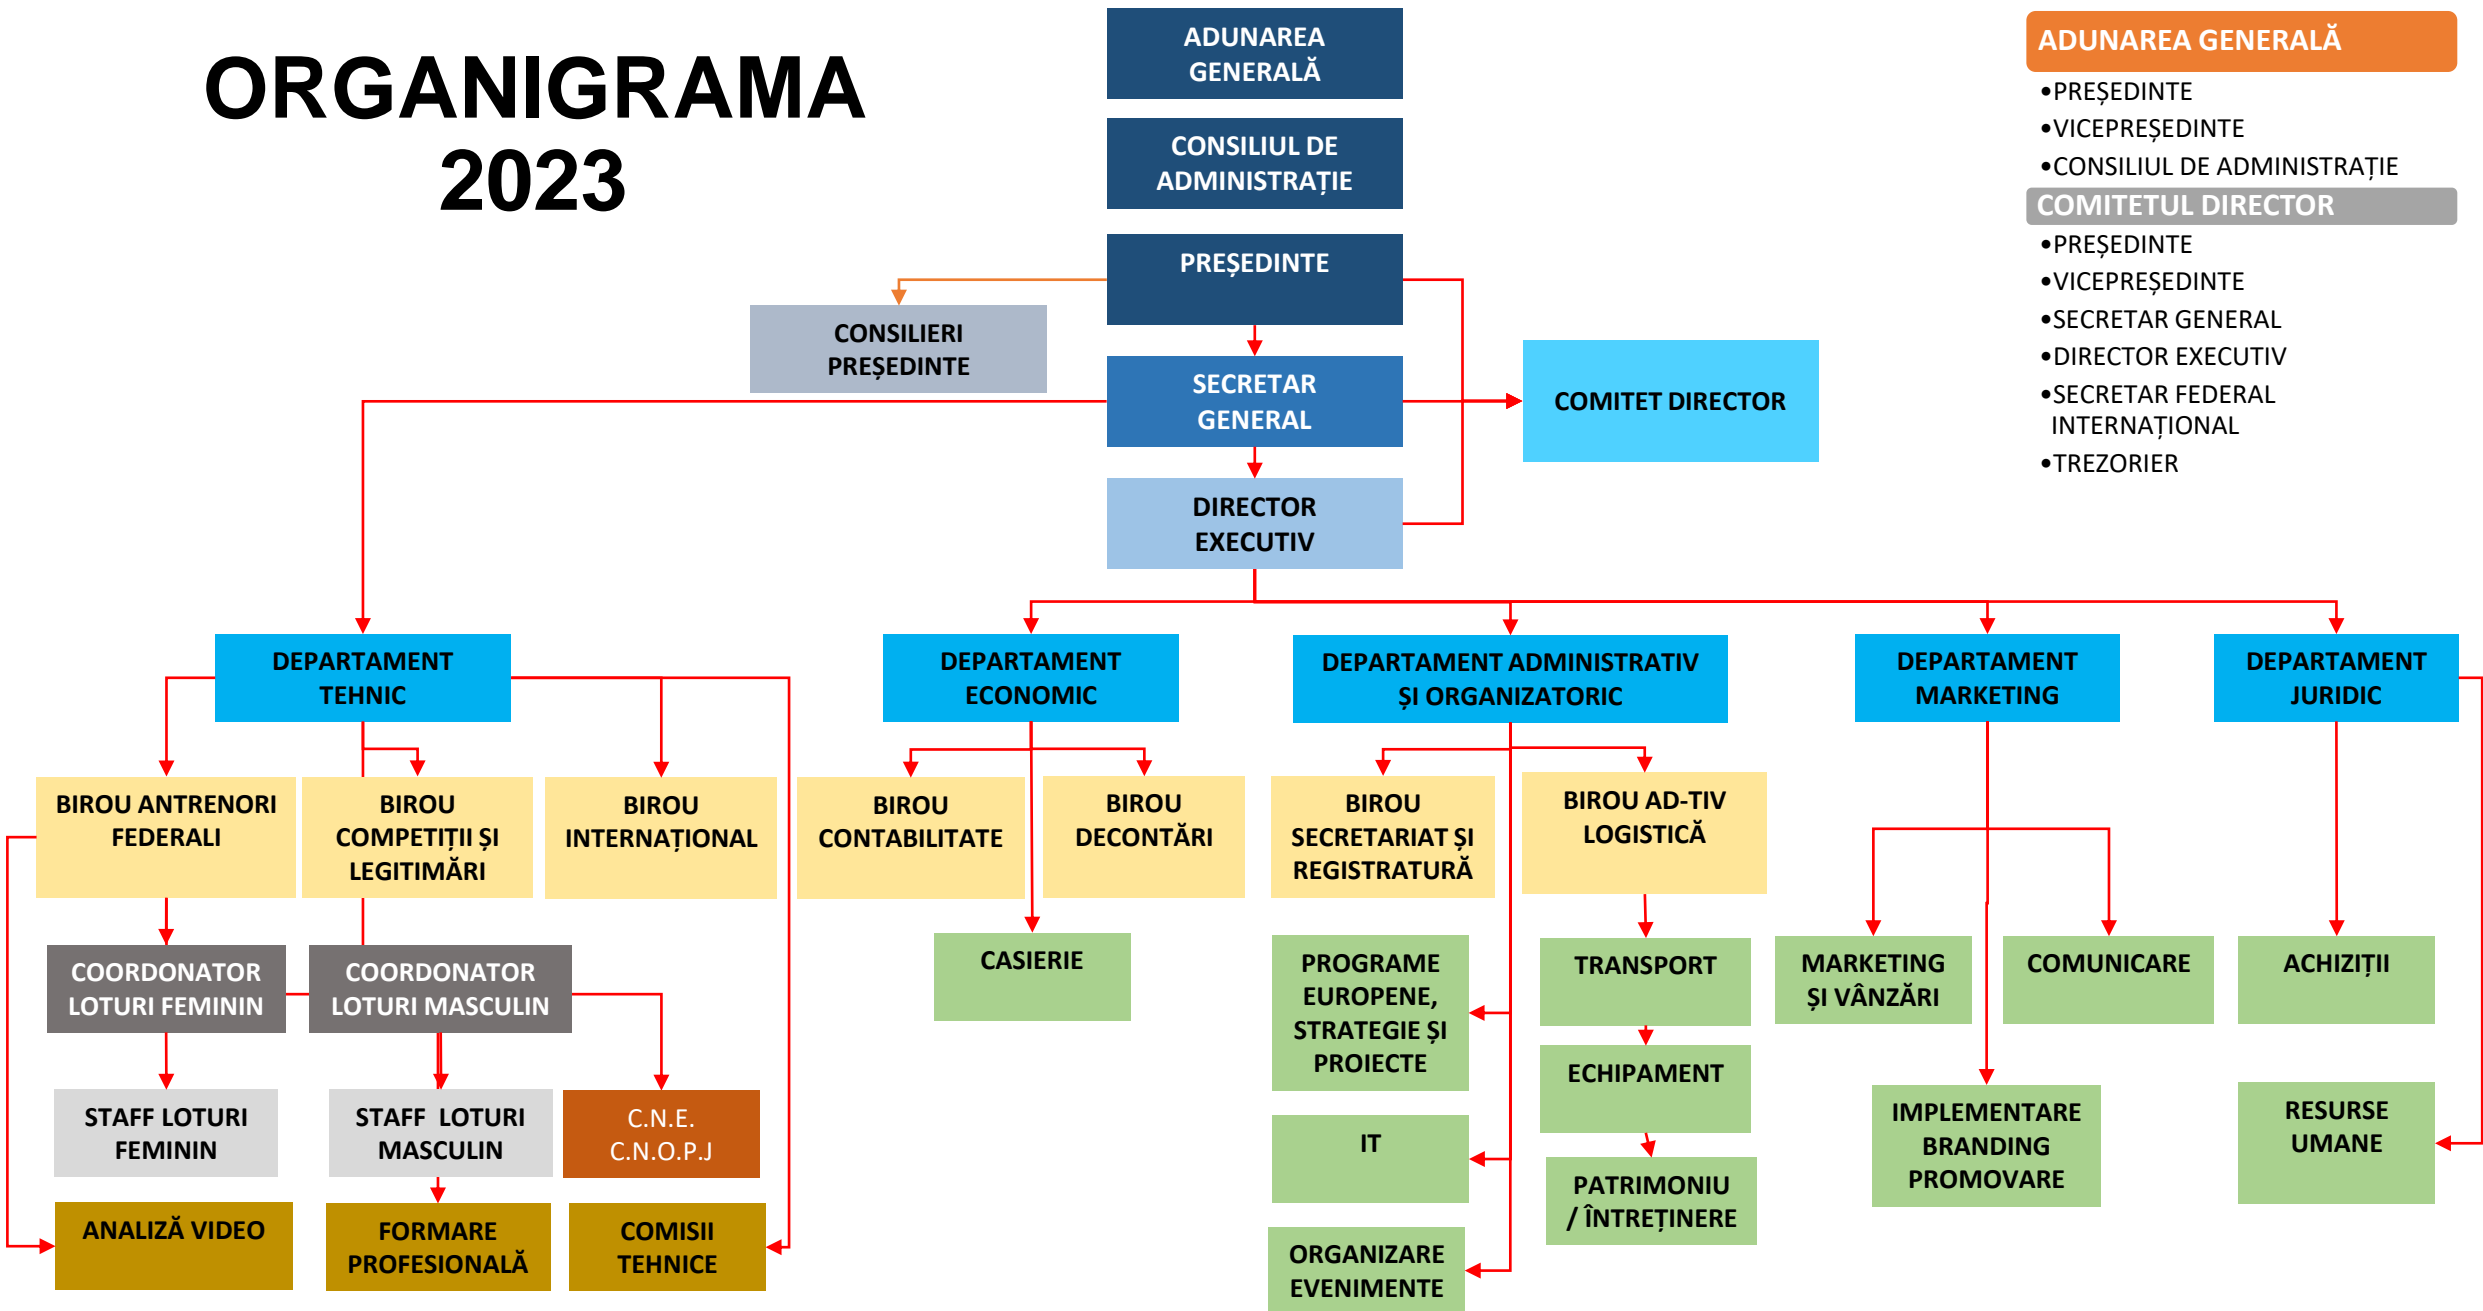 ORGANIGRAMA
2023
ADUNAREA
GENERALĂ
CONSILIUL DE
ADMINISTRAȚIE
PREȘEDINTE
CONSILIERI
PREȘEDINTE
SECRETAR
GENERAL
COMITET DIRECTOR
DIRECTOR
EXECUTIV
ADUNAREA GENERALĂ
•PREȘEDINTE
•VICEPREȘEDINTE
•CONSILIUL DE ADMINISTRAȚIE
COMITETUL DIRECTOR
•PREȘEDINTE
•VICEPREȘEDINTE
•SECRETAR GENERAL
•DIRECTOR EXECUTIV
•SECRETAR FEDERAL
INTERNAȚIONAL
•TREZORIER
DEPARTAMENT
TEHNIC
DEPARTAMENT
ECONOMIC
DEPARTAMENT ADMINISTRATIV
ȘI ORGANIZATORIC
DEPARTAMENT
MARKETING
DEPARTAMENT
JURIDIC
BIROU ANTRENORI
FEDERALI
BIROU
COMPETIȚII ȘI
LEGITIMĂRI
BIROU
INTERNAȚIONAL
BIROU
CONTABILITATE
BIROU
DECONTĂRI
BIROU
SECRETARIAT ȘI
REGISTRATURĂ
BIROU AD-TIV
LOGISTICĂ
COORDONATOR
LOTURI FEMININ
COORDONATOR
LOTURI MASCULIN
CASIERIE
PROGRAME
EUROPENE,
STRATEGIE ȘI
PROIECTE
TRANSPORT
MARKETING
ȘI VÂNZĂRI
COMUNICARE
ACHIZIȚII
ECHIPAMENT
STAFF LOTURI
FEMININ
STAFF  LOTURI
MASCULIN
C.N.E.
C.N.O.P.J
IT
IMPLEMENTARE
BRANDING
PROMOVARE
RESURSE
UMANE
PATRIMONIU
/ ÎNTREȚINERE
ANALIZĂ VIDEO
FORMARE
PROFESIONALĂ
COMISII
TEHNICE
ORGANIZARE
EVENIMENTE